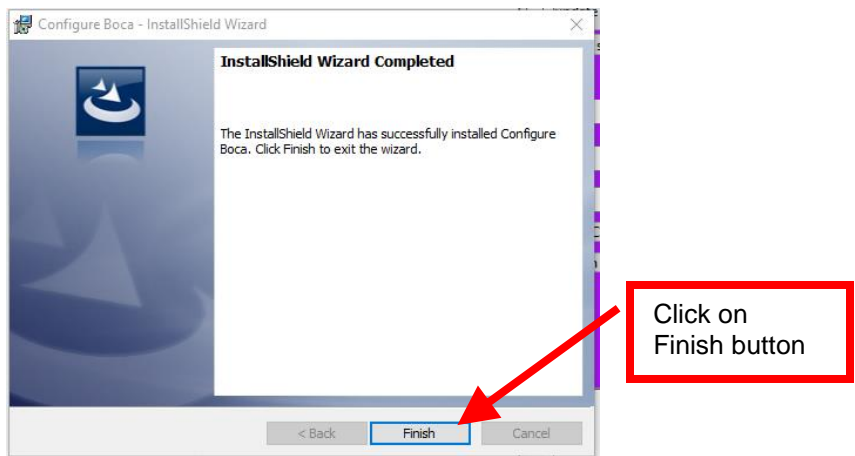 Configure Boca - InstallShield Wizard
InstallShield Wizard Completed
The InstallShield Wizard has successfully installed Configure
Boca. Click Finish to exit the wizard.
Click on
Finish button
< Back
Finish
Cancel